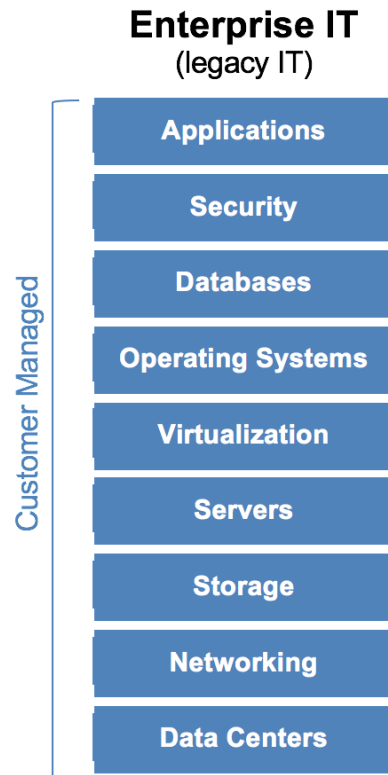 Enterprise IT
(legacy IT)
Customer Managed
Applications
Security
Databases
Operating Systems
Virtualization
Servers
Storage
Networking
Data Centers